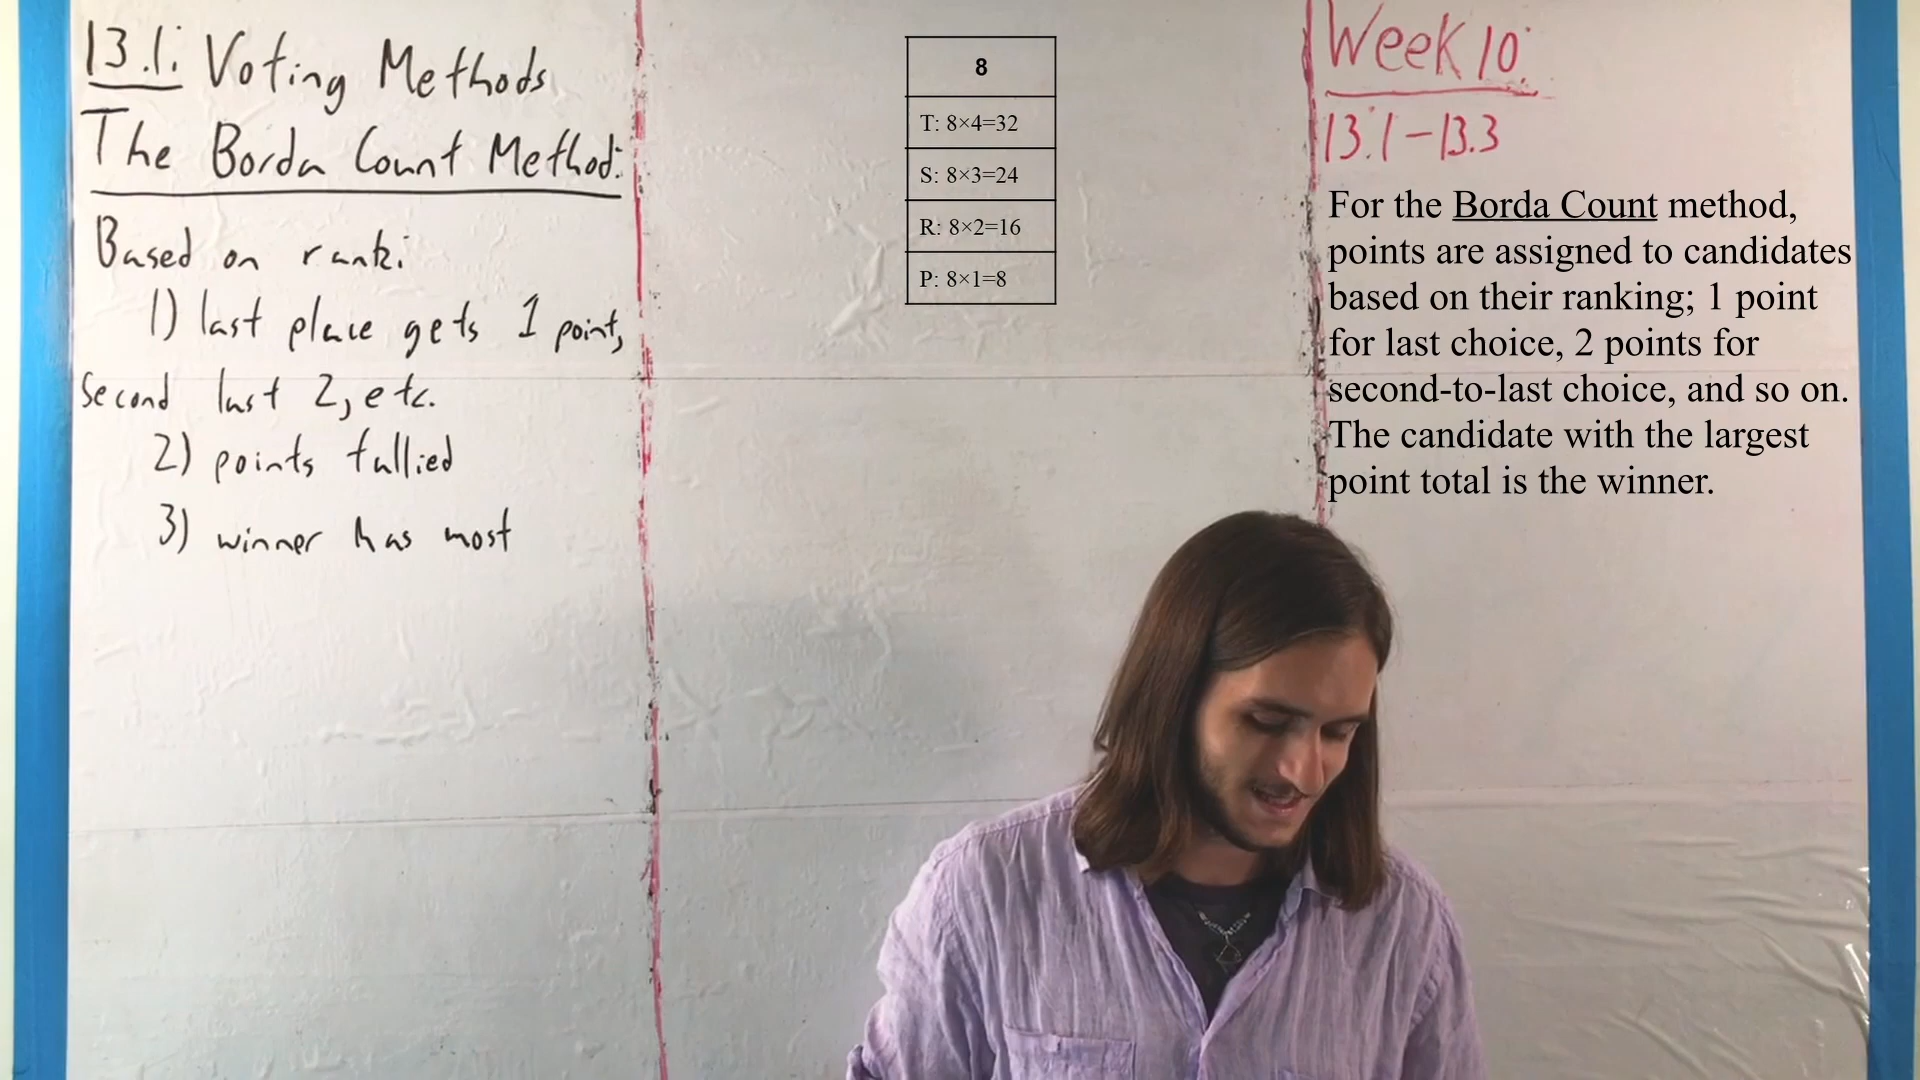 13.1: Voting Methods
The Borda Count Method:
Based on rank:
1) last place gets 1 point,
second last 2, etc.
2) points tallied
3) winner has most
8
T: 8×4=32
S: 8×3=24
R: 8×2=16
P: 8×1=8
Week 10:
13.1-13.3
For the Borda Count method,
points are assigned to candidates
based on their ranking; 1 point
for last choice, 2 points for
second-to-last choice, and so on.
The candidate with the largest
point total is the winner.